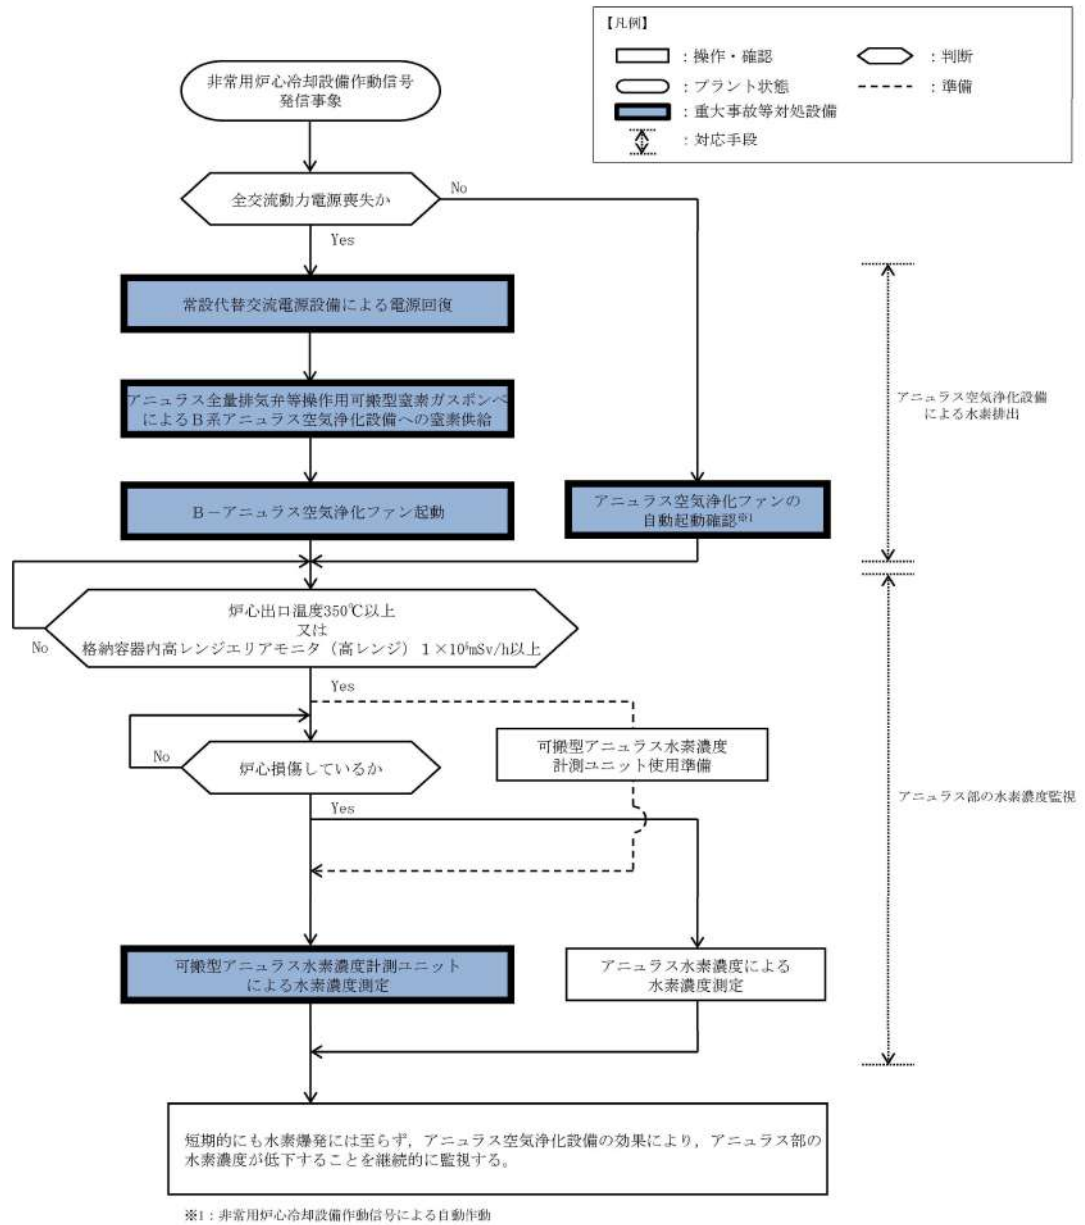 【凡例】
：操作・確認
：判断
：プラント状態
：準備
：重大事故等対処設備
：対応手段
非常用炉心冷却設備作動信号
発信事象
全交流動力電源喪失か
No
Yes
常設代替交流電源設備による電源回復
アニュラス全量排気弁等操作用可搬型窒素ガスボンベ
によるＢ系アニュラス空気浄化設備への窒素供給
アニュラス空気浄化設備
による水素排出
Ｂ－アニュラス空気浄化ファン起動
アニュラス空気浄化ファンの
自動起動確認※1
炉心出口温度350℃以上
又は
格納容器内高レンジエリアモニタ（高レンジ）１×10⁵mSv/h以上
No
Yes
可搬型アニュラス水素濃度
計測ユニット使用準備
炉心損傷しているか
No
Yes
アニュラス部の水素濃度監視
可搬型アニュラス水素濃度計測ユニット
による水素濃度測定
アニュラス水素濃度による
水素濃度測定
短期的にも水素爆発には至らず，アニュラス空気浄化設備の効果により，アニュラス部の
水素濃度が低下することを継続的に監視する。
※1：非常用炉心冷却設備作動信号による自動作動